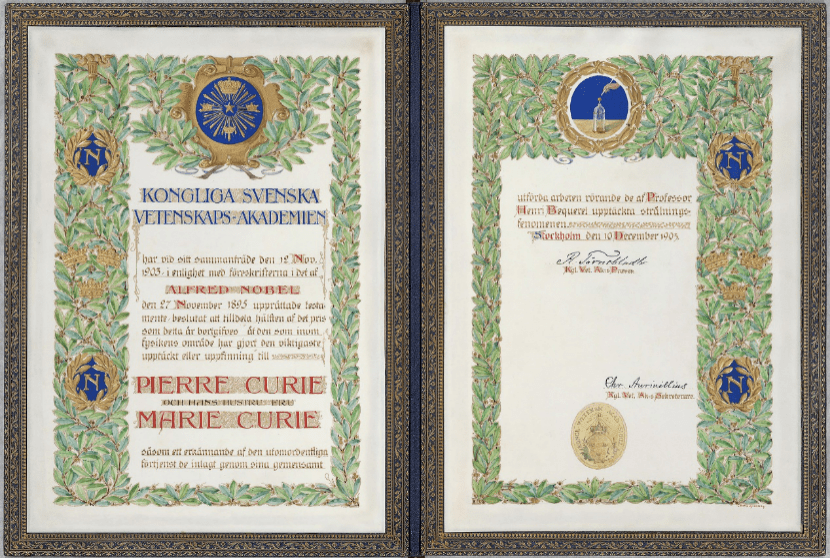 N
KONGLIGA SVENSKA
VETENSKAPS-AKADEMIEN
har vid sitt sammanträde den 12 Nov.
1903 i enlighet med föreskrifterna i det af
ALFRED NOBEL
den 27 November 1895 upprättade testa-
mente beslutat att tilldela hälften af det pris
som detta år bortgifves åt den som inom
fysikens område har gjort den viktigaste
upptäckt eller uppfinning till
PIERRE CURIE
OCH HANS HUSTRU FRU
MARIE CURIE
N
såsom ett erkännande af den utomordentliga
förtjenst de inlagt genom sina gemensamt
N
utförda arbeten rörande de af Professor
Henri Bequerel upptäckta strålnings-
fenomenen
Stockholm den 10 December 1903.
R Törnebladh
Kgl. Vet. Ak:s Præses.
N
Chr. Aurivillius
Kgl. Vet. Ak:s Sekreterare.